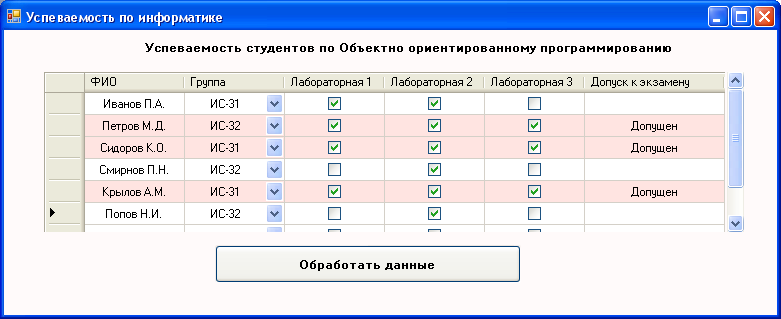 Успеваемость по информатике
Успеваемость студентов по Объектно ориентированному программированию
ФИО Группа Лабораторная 1 Лабораторная 2 Лабораторная 3 Допуск к экзамену
Иванов П.А. ИС-31
Петров М.Д. ИС-32 Допущен
Сидоров К.О. ИС-31 Допущен
Смирнов П.Н. ИС-32
Крылов А.М. ИС-31 Допущен
Попов Н.И. ИС-32
Обработать данные